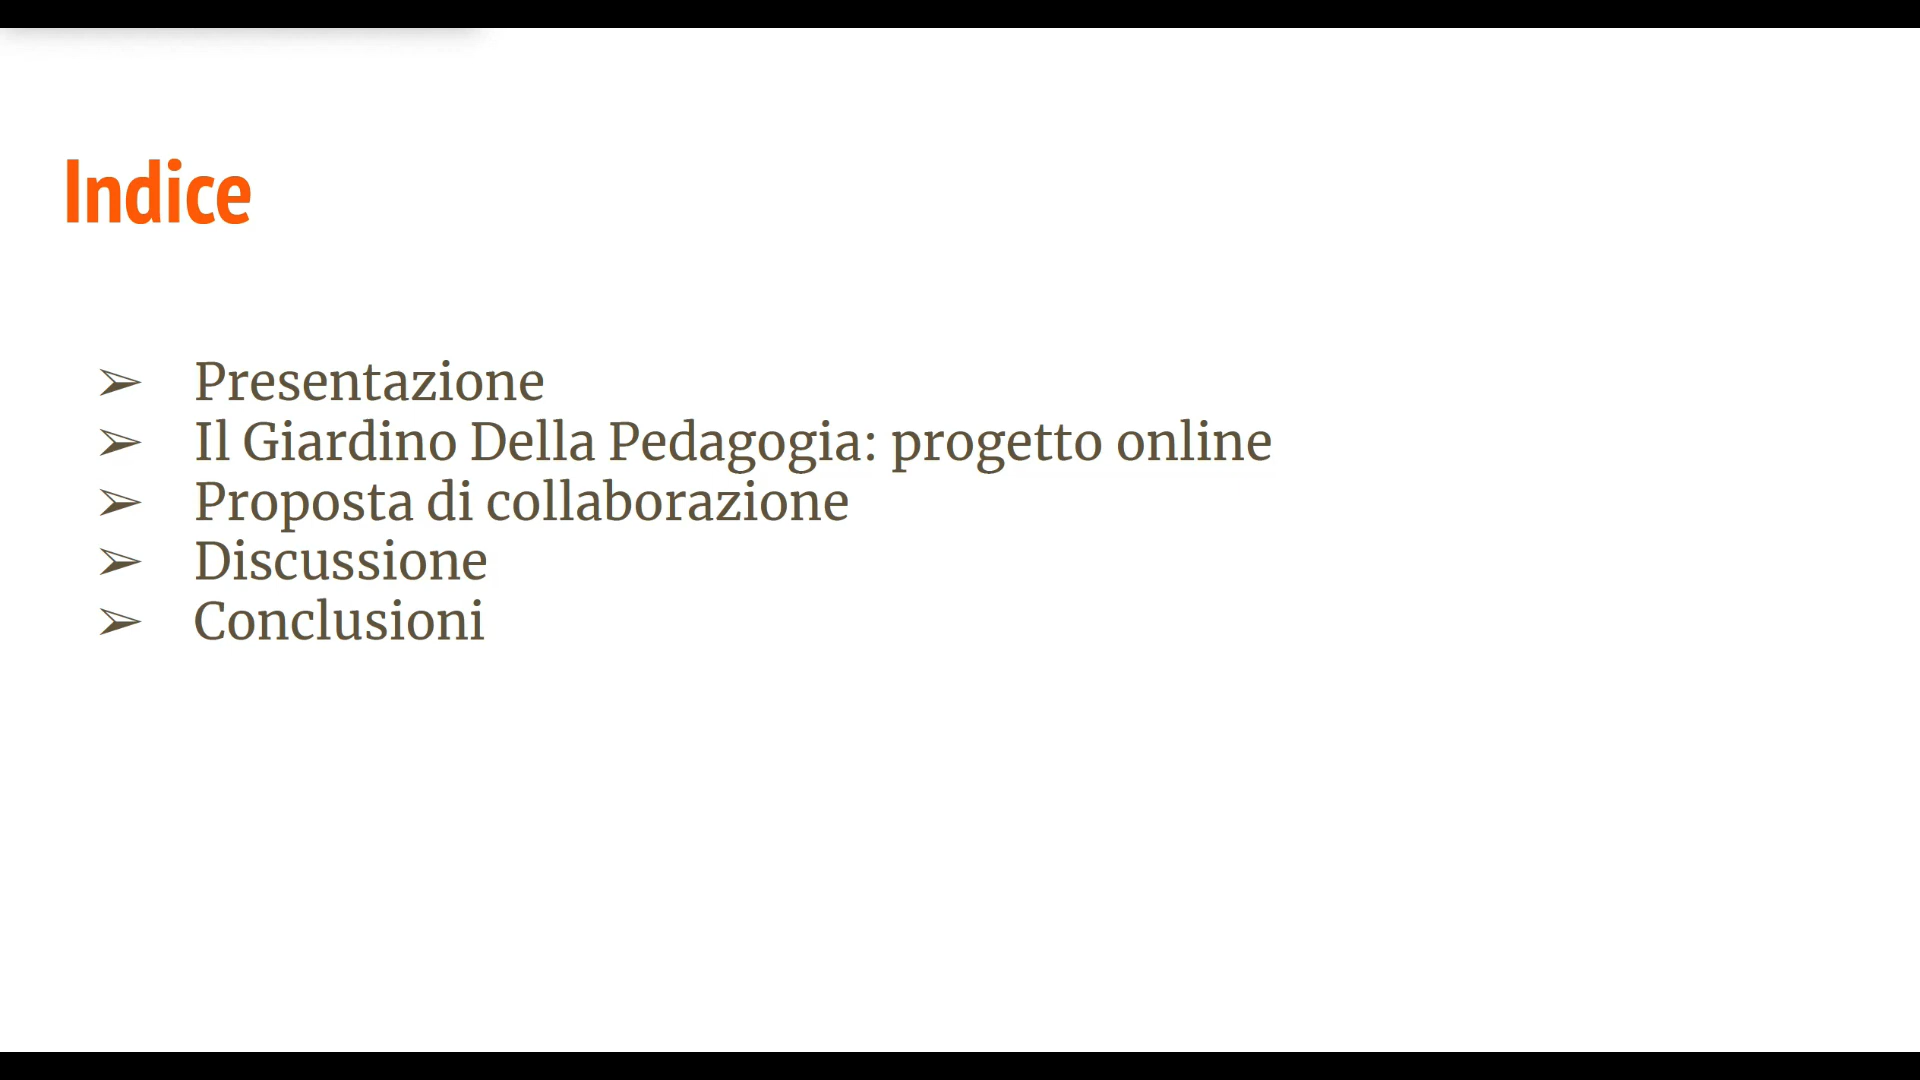 Indice
➢ Presentazione
➢ Il Giardino Della Pedagogia: progetto online
➢ Proposta di collaborazione
➢ Discussione
➢ Conclusioni